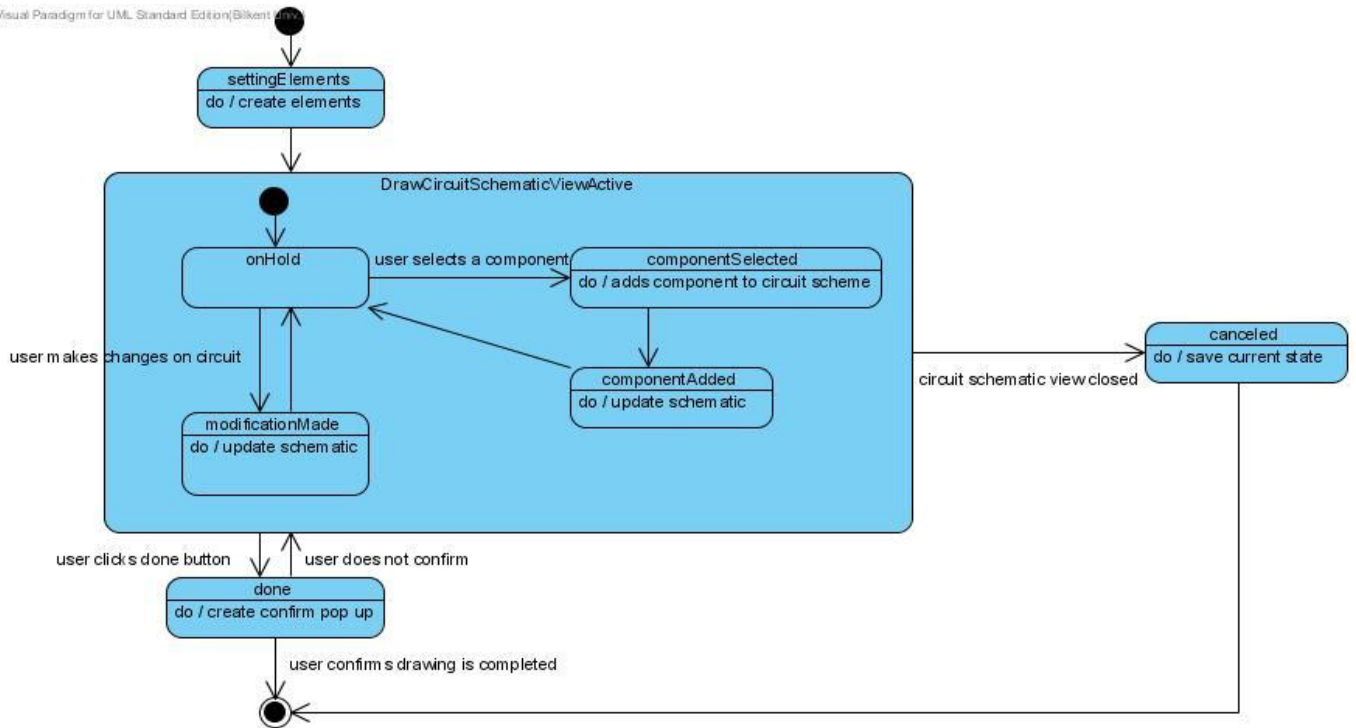 Visual Paradigm for UML Standard Edition(Bilkent Univ.)
settingElements
do / create elements
DrawCircuitSchematicViewActive
onHold
user selects a component
componentSelected
do / adds component to circuit scheme
user makes changes on circuit
componentAdded
do / update schematic
canceled
do / save current state
circuit schematic view closed
modificationMade
do / update schematic
user clicks done button
user does not confirm
done
do / create confirm pop up
user confirms drawing is completed